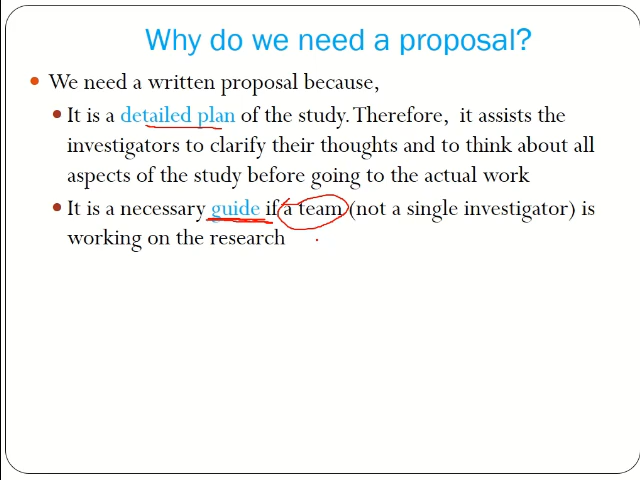 Why do we need a proposal?
We need a written proposal because,
It is a detailed plan of the study. Therefore, it assists the
investigators to clarify their thoughts and to think about all
aspects of the study before going to the actual work
It is a necessary guide if a team (not a single investigator) is
working on the research